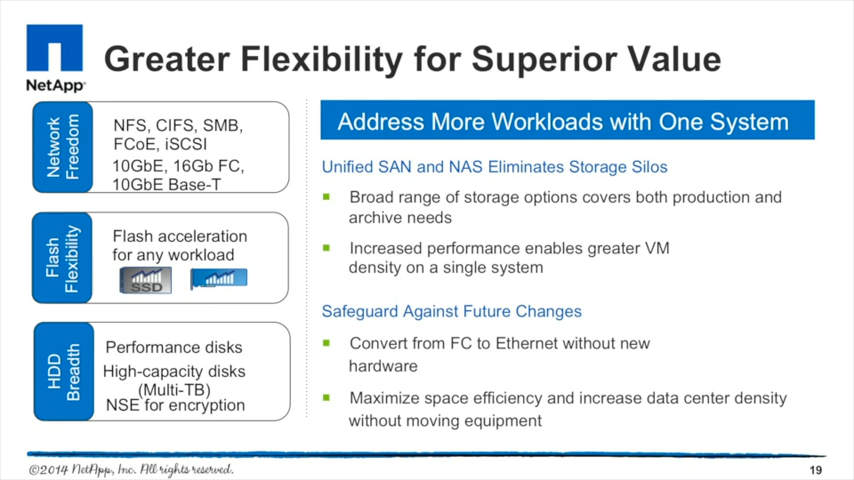 Greater Flexibility for Superior Value
NetApp®
Network
Freedom
NFS, CIFS, SMB,
FCoE, iSCSI
10GbE, 16Gb FC,
10GbE Base-T
Flash
Flexibility
Flash acceleration
for any workload
SSD
HDD
Breadth
Performance disks
High-capacity disks
(Multi-TB)
NSE for encryption
Address More Workloads with One System
Unified SAN and NAS Eliminates Storage Silos
Broad range of storage options covers both production and
archive needs
Increased performance enables greater VM
density on a single system
Safeguard Against Future Changes
Convert from FC to Ethernet without new
hardware
Maximize space efficiency and increase data center density
without moving equipment
©2014 NetApp, Inc. All rights reserved.
19